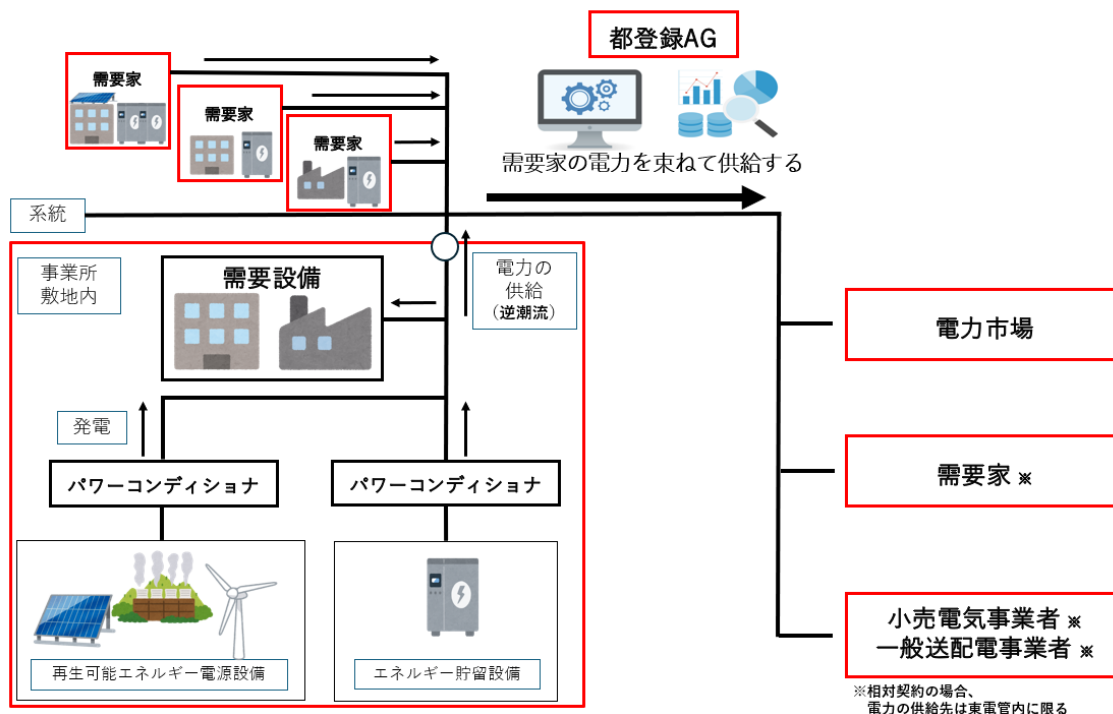 都登録AG
需要家
需要家
需要家
需要家の電力を束ねて供給する
系統
事業所
敷地内
需要設備
電力の
供給
（逆潮流）
電力市場
発電
パワーコンディショナ
パワーコンディショナ
需要家 ※
再生可能エネルギー電源設備
エネルギー貯留設備
小売電気事業者 ※
一般送配電事業者 ※
※相対契約の場合、
電力の供給先は東電管内に限る